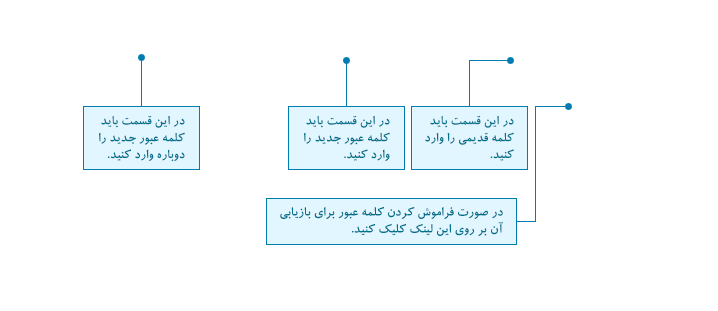 در این قسمت باید
کلمه قدیمی را وارد
کنید.
در این قسمت باید
کلمه عبور جدید را
وارد کنید.
در این قسمت باید
کلمه عبور جدید را
دوباره وارد کنید.
در صورت فراموش کردن کلمه عبور برای بازیابی
آن بر روی این لینک کلیک کنید.